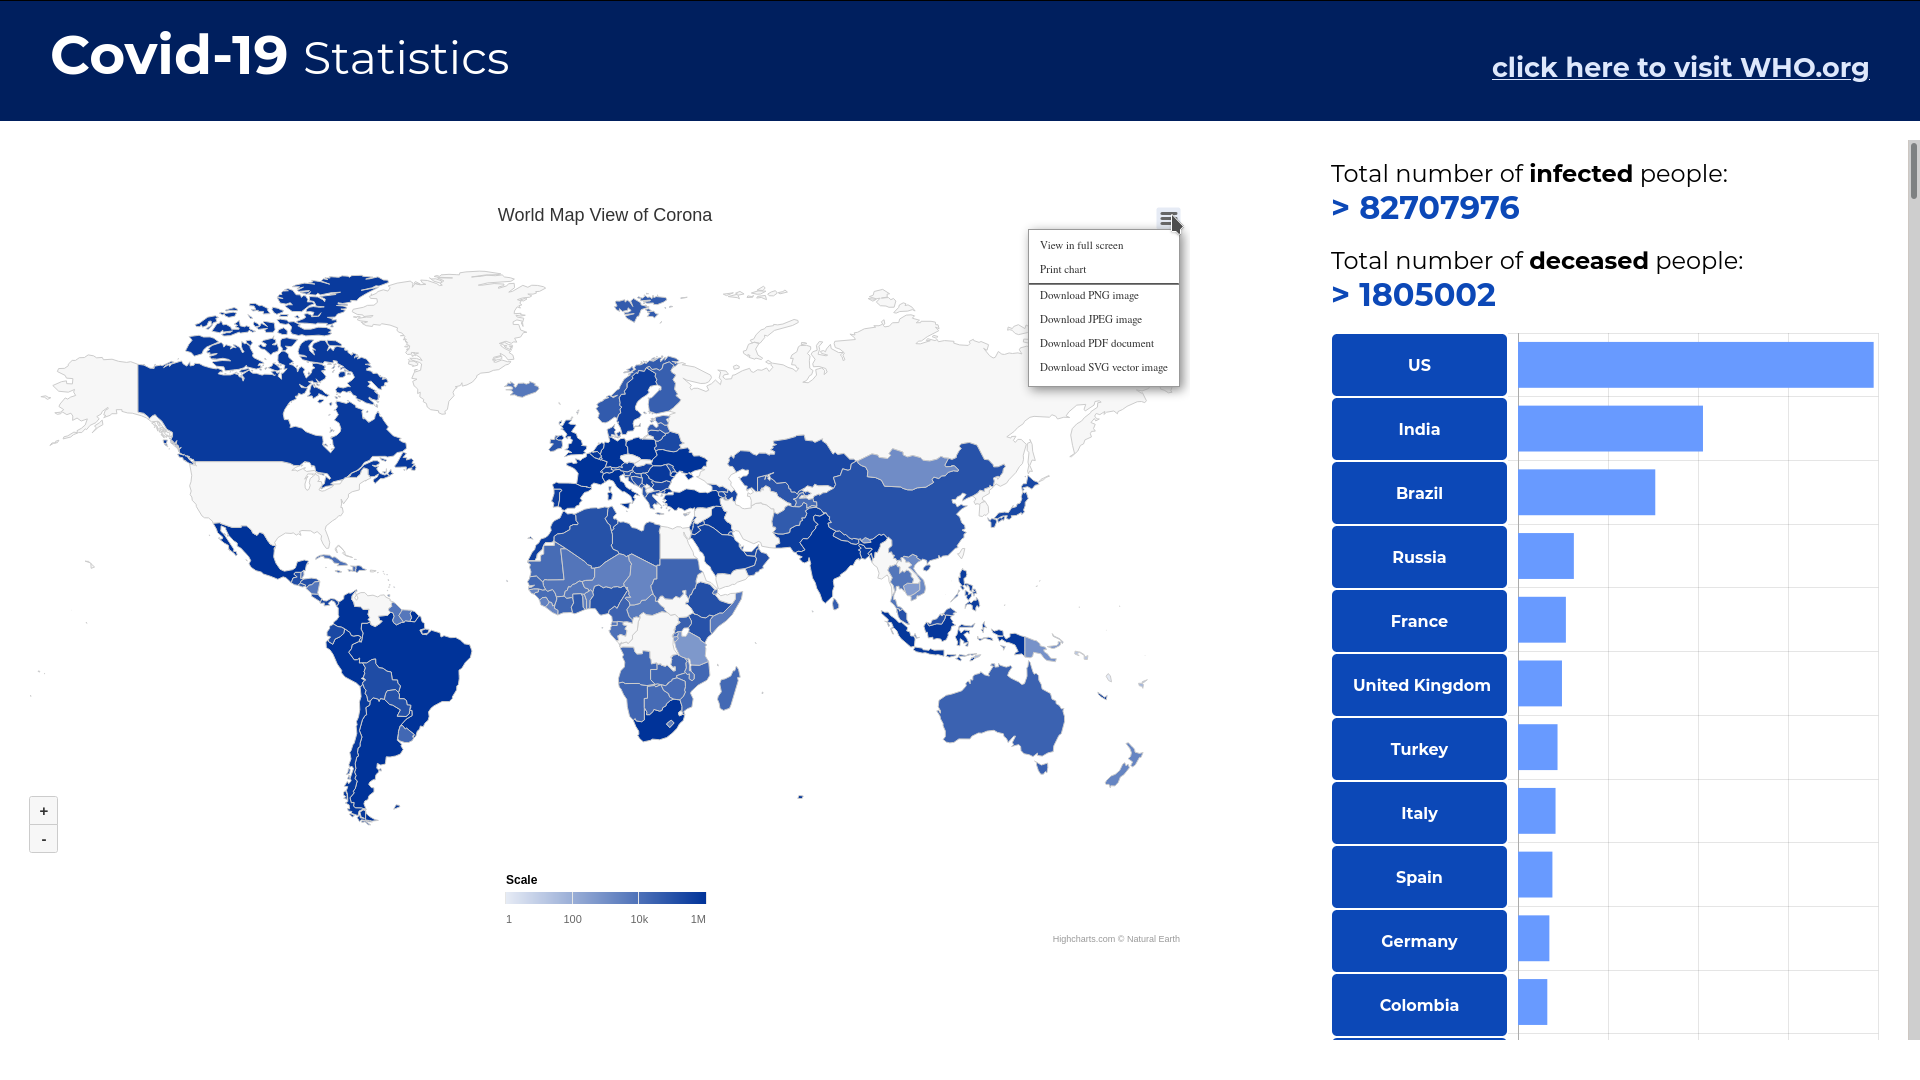 Covid-19 Statistics
click here to visit WHO.org
World Map View of Corona
View in full screen
Print chart
Download PNG image
Download JPEG image
Download PDF document
Download SVG vector image
+
-
Scale
1 100 10k 1M
Highcharts.com © Natural Earth
Total number of infected people:
> 82707976
Total number of deceased people:
> 1805002
US
India
Brazil
Russia
France
United Kingdom
Turkey
Italy
Spain
Germany
Colombia